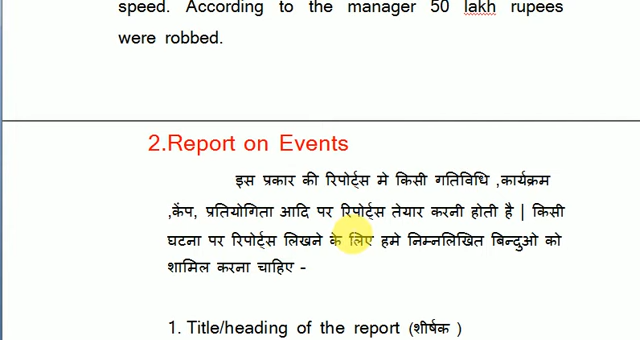 speed. According to the manager 50 lakh rupees
were robbed.
2.Report on Events
इस प्रकार की रिपोर्ट्स मे किसी गतिविधि ,कार्यक्रम
,केंप, प्रतियोगिता आदि पर रिपोर्ट्स तेयार करनी होती है | किसी
घटना पर रिपोर्ट्स लिखने के लिए हमे निम्नलिखित बिन्दुओ को
शामिल करना चाहिए -
1. Title/heading of the report (शीर्षक )